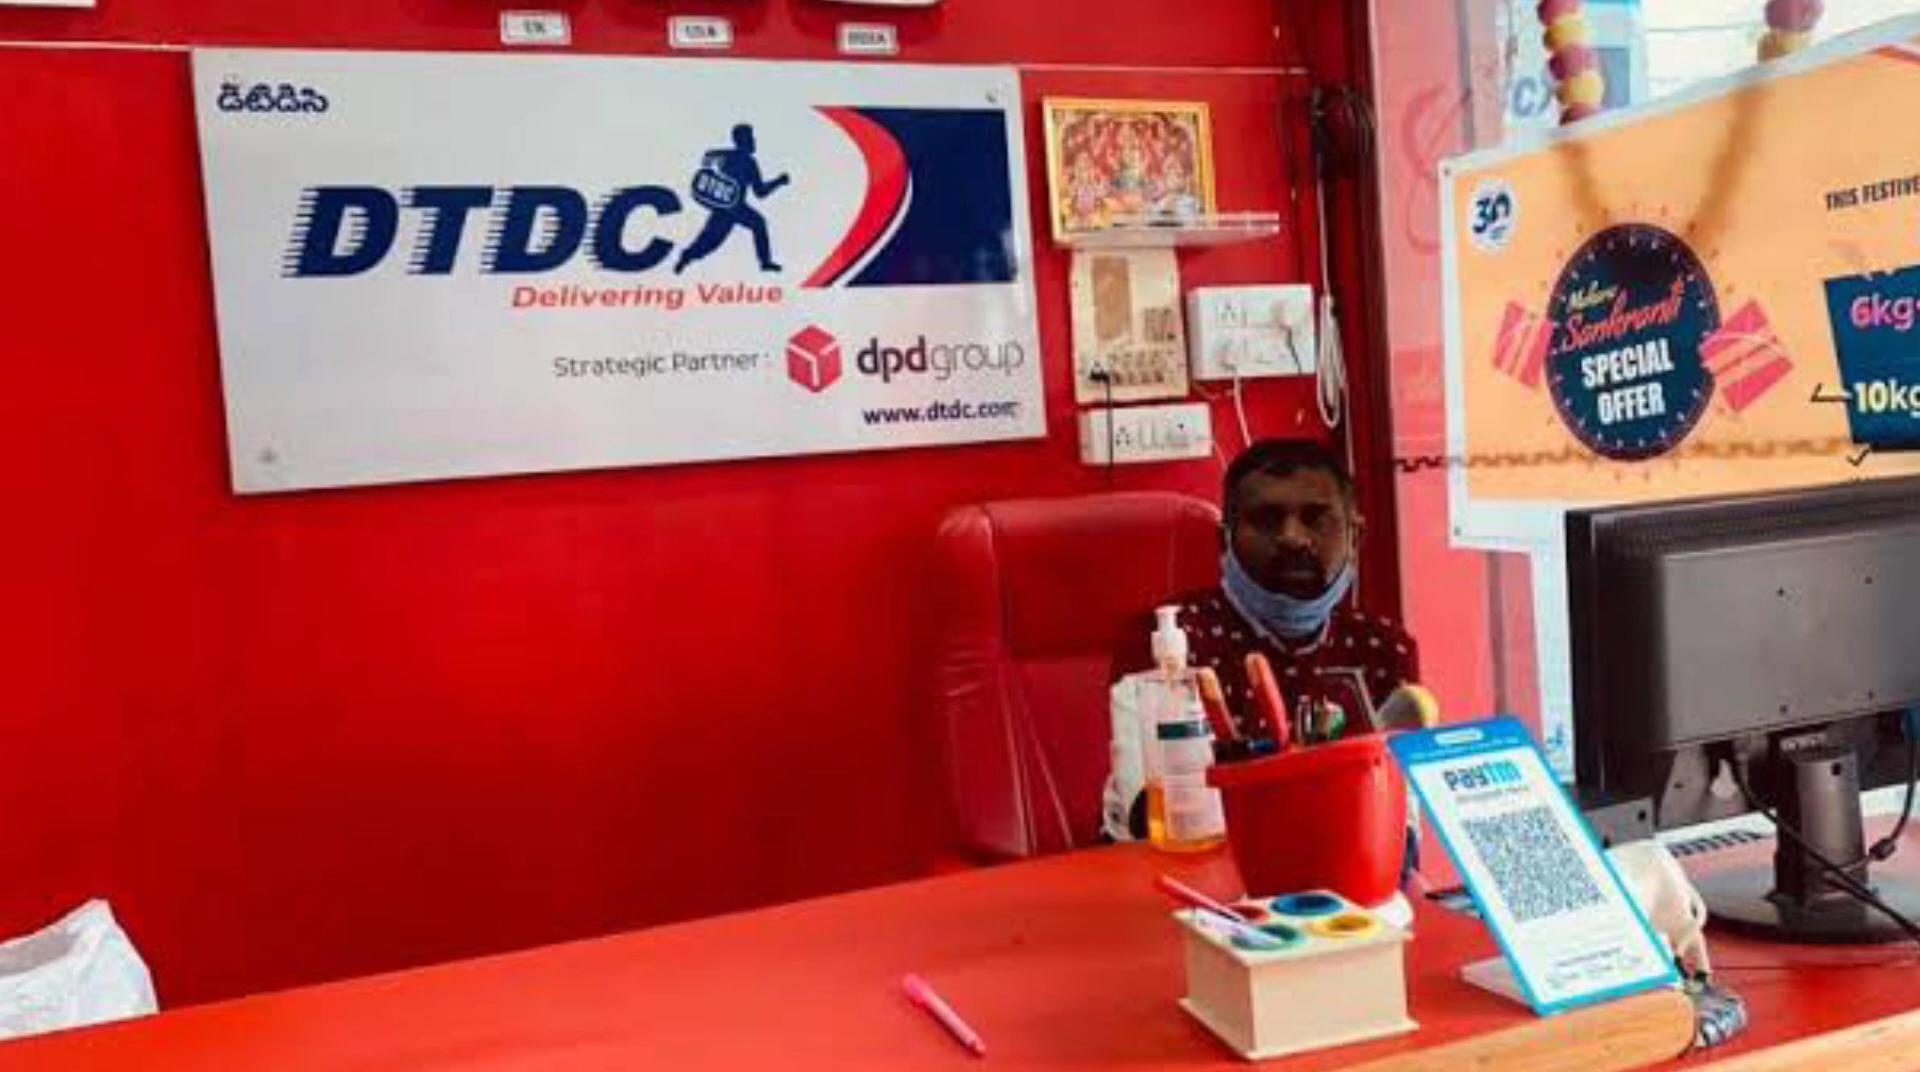 UK
USA
INDIA
డీటీడీసి
DTDC
DTDC
Delivering Value
Strategic Partner :
dpdgroup
www.dtdc.com
30
THIS FESTIVE
SPECIAL
OFFER
6kg
10kg
paytm